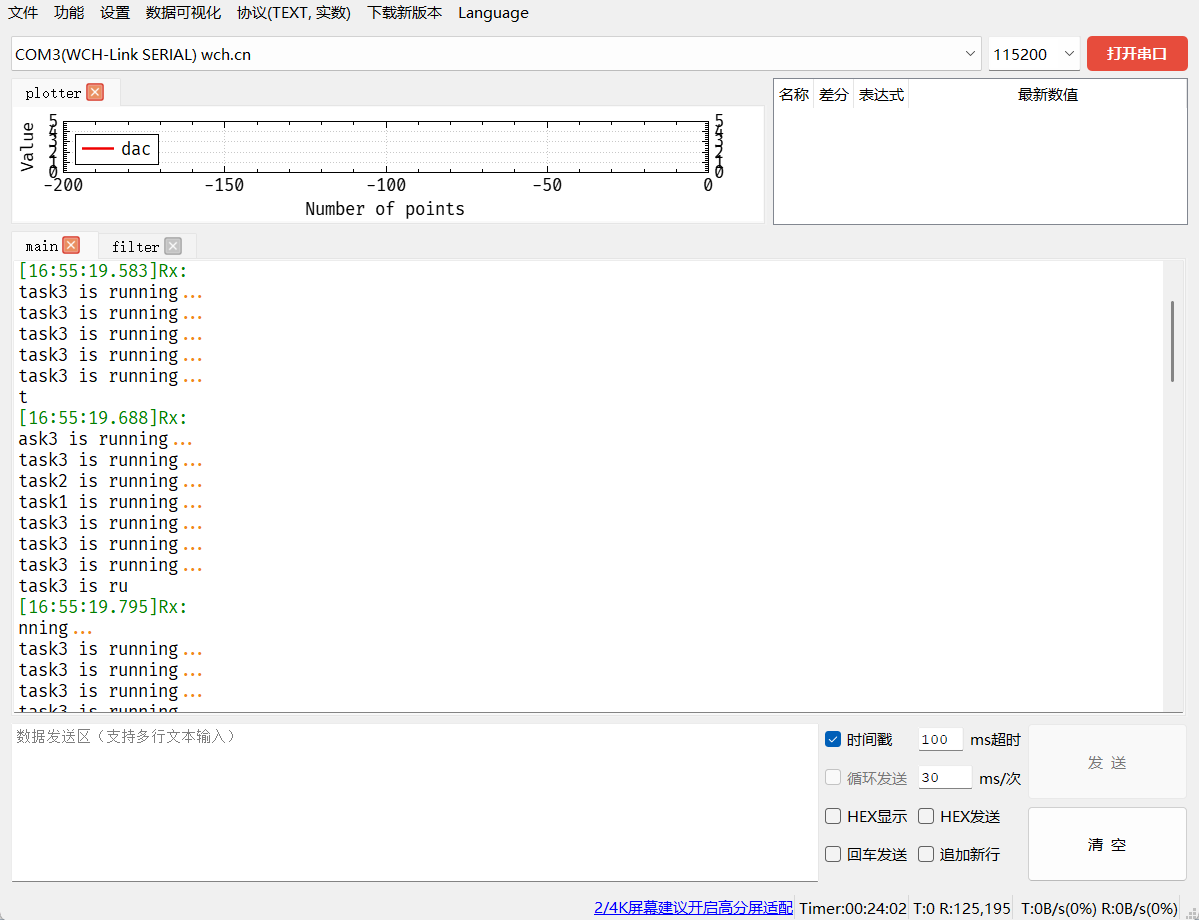 文件 功能 设置 数据可视化 协议(TEXT, 实数) 下载新版本 Language
COM3(WCH-Link SERIAL) wch.cn 115200 打开串口
plotter
名称 差分 表达式 最新数值
Value
5 5
4 4
3 3
2 2
1 1
0 0
dac
-200 -150 -100 -50 0
Number of points
main filter
[16:55:19.583]Rx:
task3 is running...
task3 is running...
task3 is running...
task3 is running...
task3 is running...
t
[16:55:19.688]Rx:
ask3 is running...
task3 is running...
task2 is running...
task1 is running...
task3 is running...
task3 is running...
task3 is running...
task3 is ru
[16:55:19.795]Rx:
nning...
task3 is running...
task3 is running...
task3 is running...
task3 is running
数据发送区（支持多行文本输入）
时间戳 100 ms超时
循环发送 30 ms/次
HEX显示 HEX发送
回车发送 追加新行
发 送
清 空
2/4K屏幕建议开启高分屏适配 Timer:00:24:02 T:0 R:125,195 T:0B/s(0%) R:0B/s(0%)